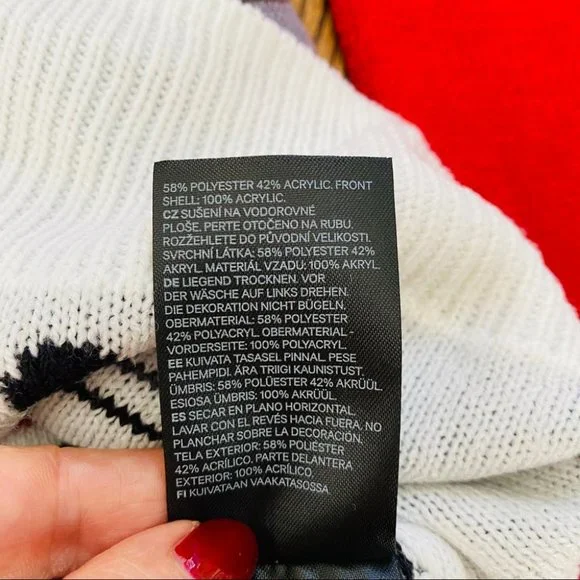 58% POLYESTER 42% ACRYLIC. FRONT
SHELL: 100% ACRYLIC.
CZ SUŠENÍ NA VODOROVNÉ
PLOŠE. PERTE OTOČENO NA RUBU.
ROZŽEHLETE DO PŮVODNÍ VELIKOSTI.
SVRCHNÍ LÁTKA: 58% POLYESTER 42%
AKRYL. MATERIÁL VZADU: 100% AKRYL.
DE LIEGEND TROCKNEN. VOR
DER WÄSCHE AUF LINKS DREHEN.
DIE DEKORATION NICHT BÜGELN.
OBERMATERIAL: 58% POLYESTER
42% POLYACRYL. OBERMATERIAL -
VORDERSEITE: 100% POLYACRYL.
EE KUIVATA TASASEL PINNAL. PESE
PAHEMPIDI. ÄRA TRIIGI KAUNISTUST.
ÜMBRIS: 58% POLÜESTER 42% AKRÜÜL.
ESIOSA ÜMBRIS: 100% AKRÜÜL.
ES SECAR EN PLANO HORIZONTAL.
LAVAR CON EL REVÉS HACIA FUERA. NO
PLANCHAR SOBRE LA DECORACIÓN.
TELA EXTERIOR: 58% POLIÉSTER
42% ACRÍLICO. PARTE DELANTERA
EXTERIOR: 100% ACRÍLICO
FI KUIVATAAN VAAKATASOSSA